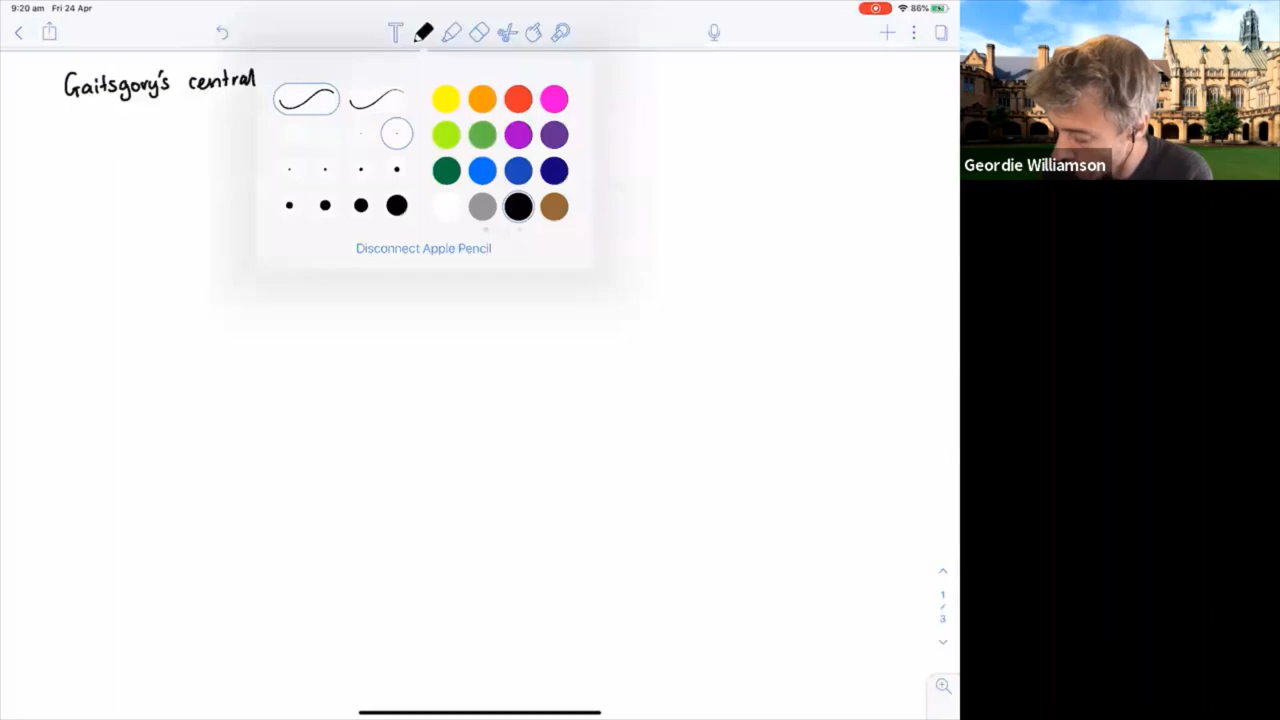 9:20 am Fri 24 Apr
86%
T
Gaitsgory's central
Disconnect Apple Pencil
1
/
3
Geordie Williamson